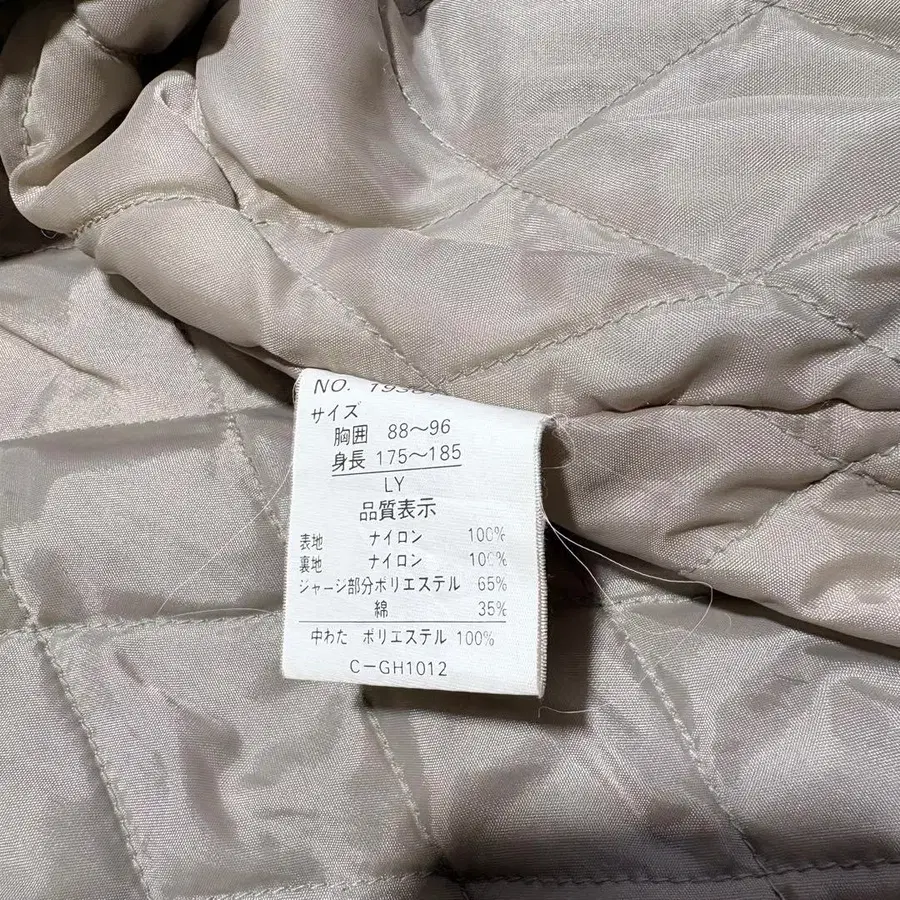 NO.
サイズ
胸囲 88〜96
身長 175〜185
LY
品質表示
表地 ナイロン 100%
裏地 ナイロン 100%
ジャージ部分ポリエステル 65%
綿 35%
中わた ポリエステル 100%
C-GH1012